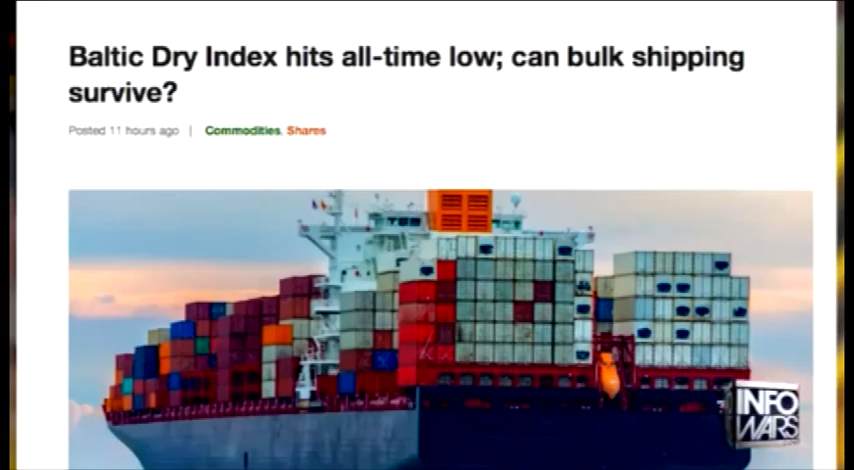 Baltic Dry Index hits all-time low; can bulk shipping
survive?
Posted 11 hours ago | Commodities, Shares
INFO
WARS
.COM